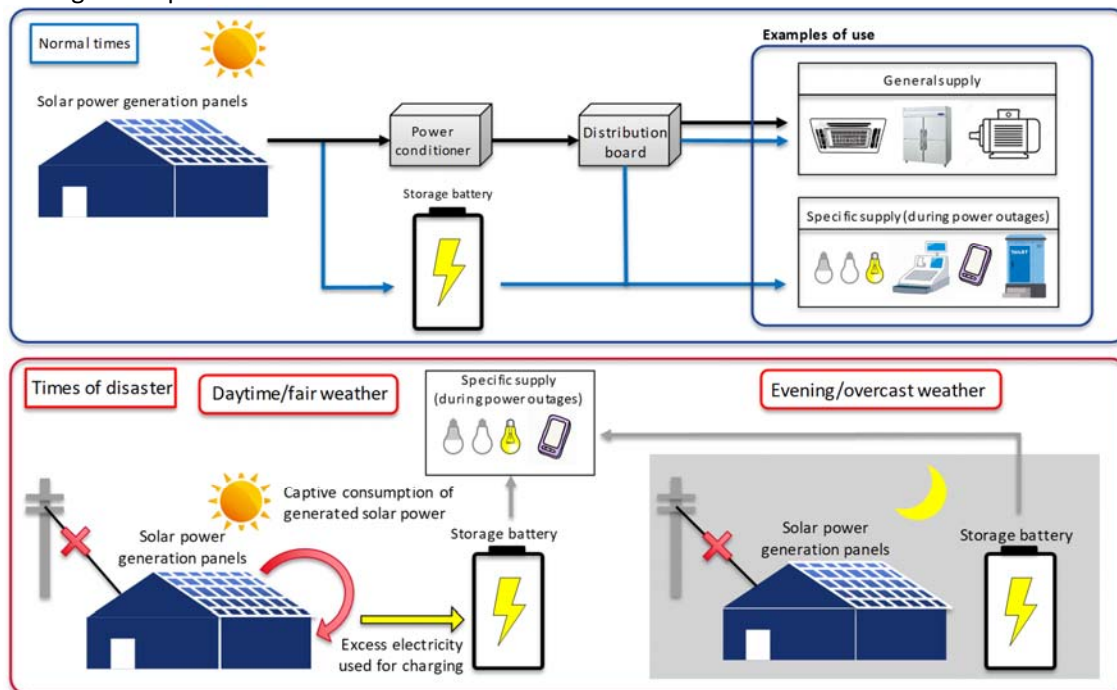 Normal times
Examples of use
Solar power generation panels
General supply
Power
conditioner
Distribution
board
Storage battery
Specific supply (during power outages)
TOILET
Times of disaster
Daytime/fair weather
Specific supply
(during power outages)
Evening/overcast weather
Captive consumption of
generated solar power
Solar power
generation panels
Storage battery
Excess electricity
used for charging
Solar power
generation panels
Storage battery